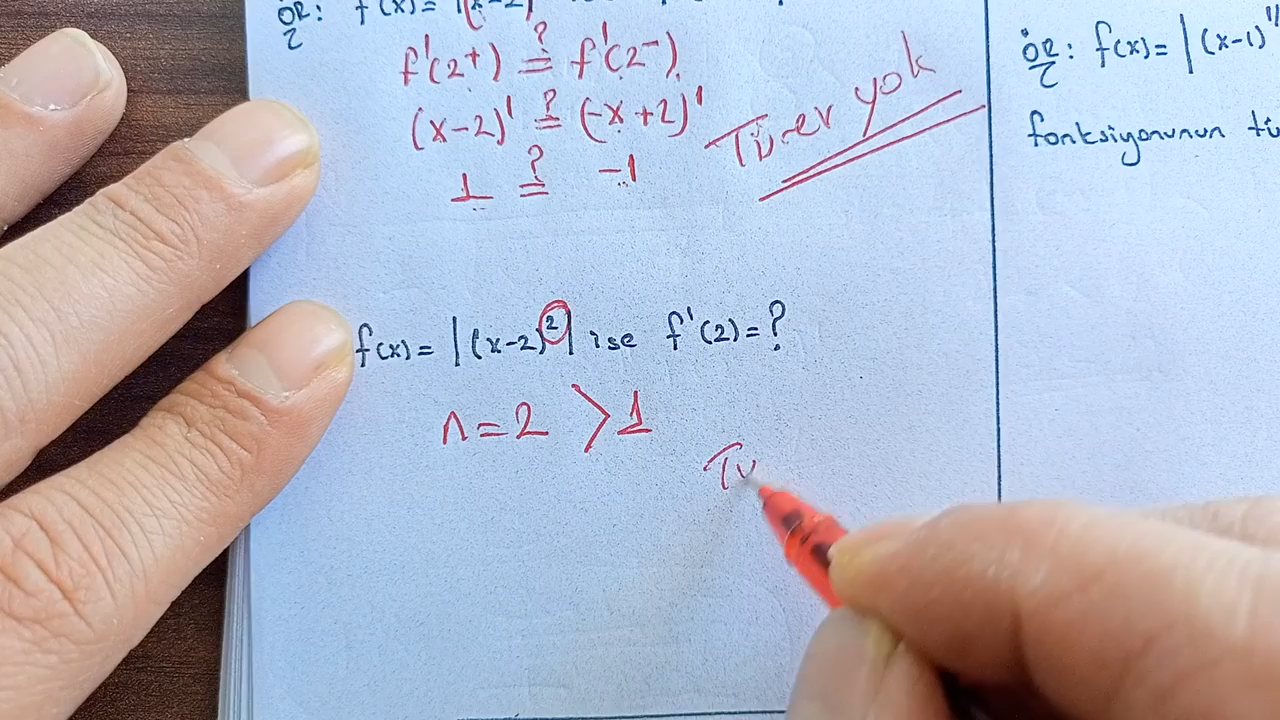 ÖR: f(x)= |(x-2)
f'(2⁺) ≟ f'(2⁻)
(x-2)' ≟ (-x+2)'
1 ≟ -1
Türev yok
f(x)= |(x-2)²| ise f'(2)=?
n=2 >1
Tü
ÖR: f(x)= |(x-1)
fonksiyonunun tü